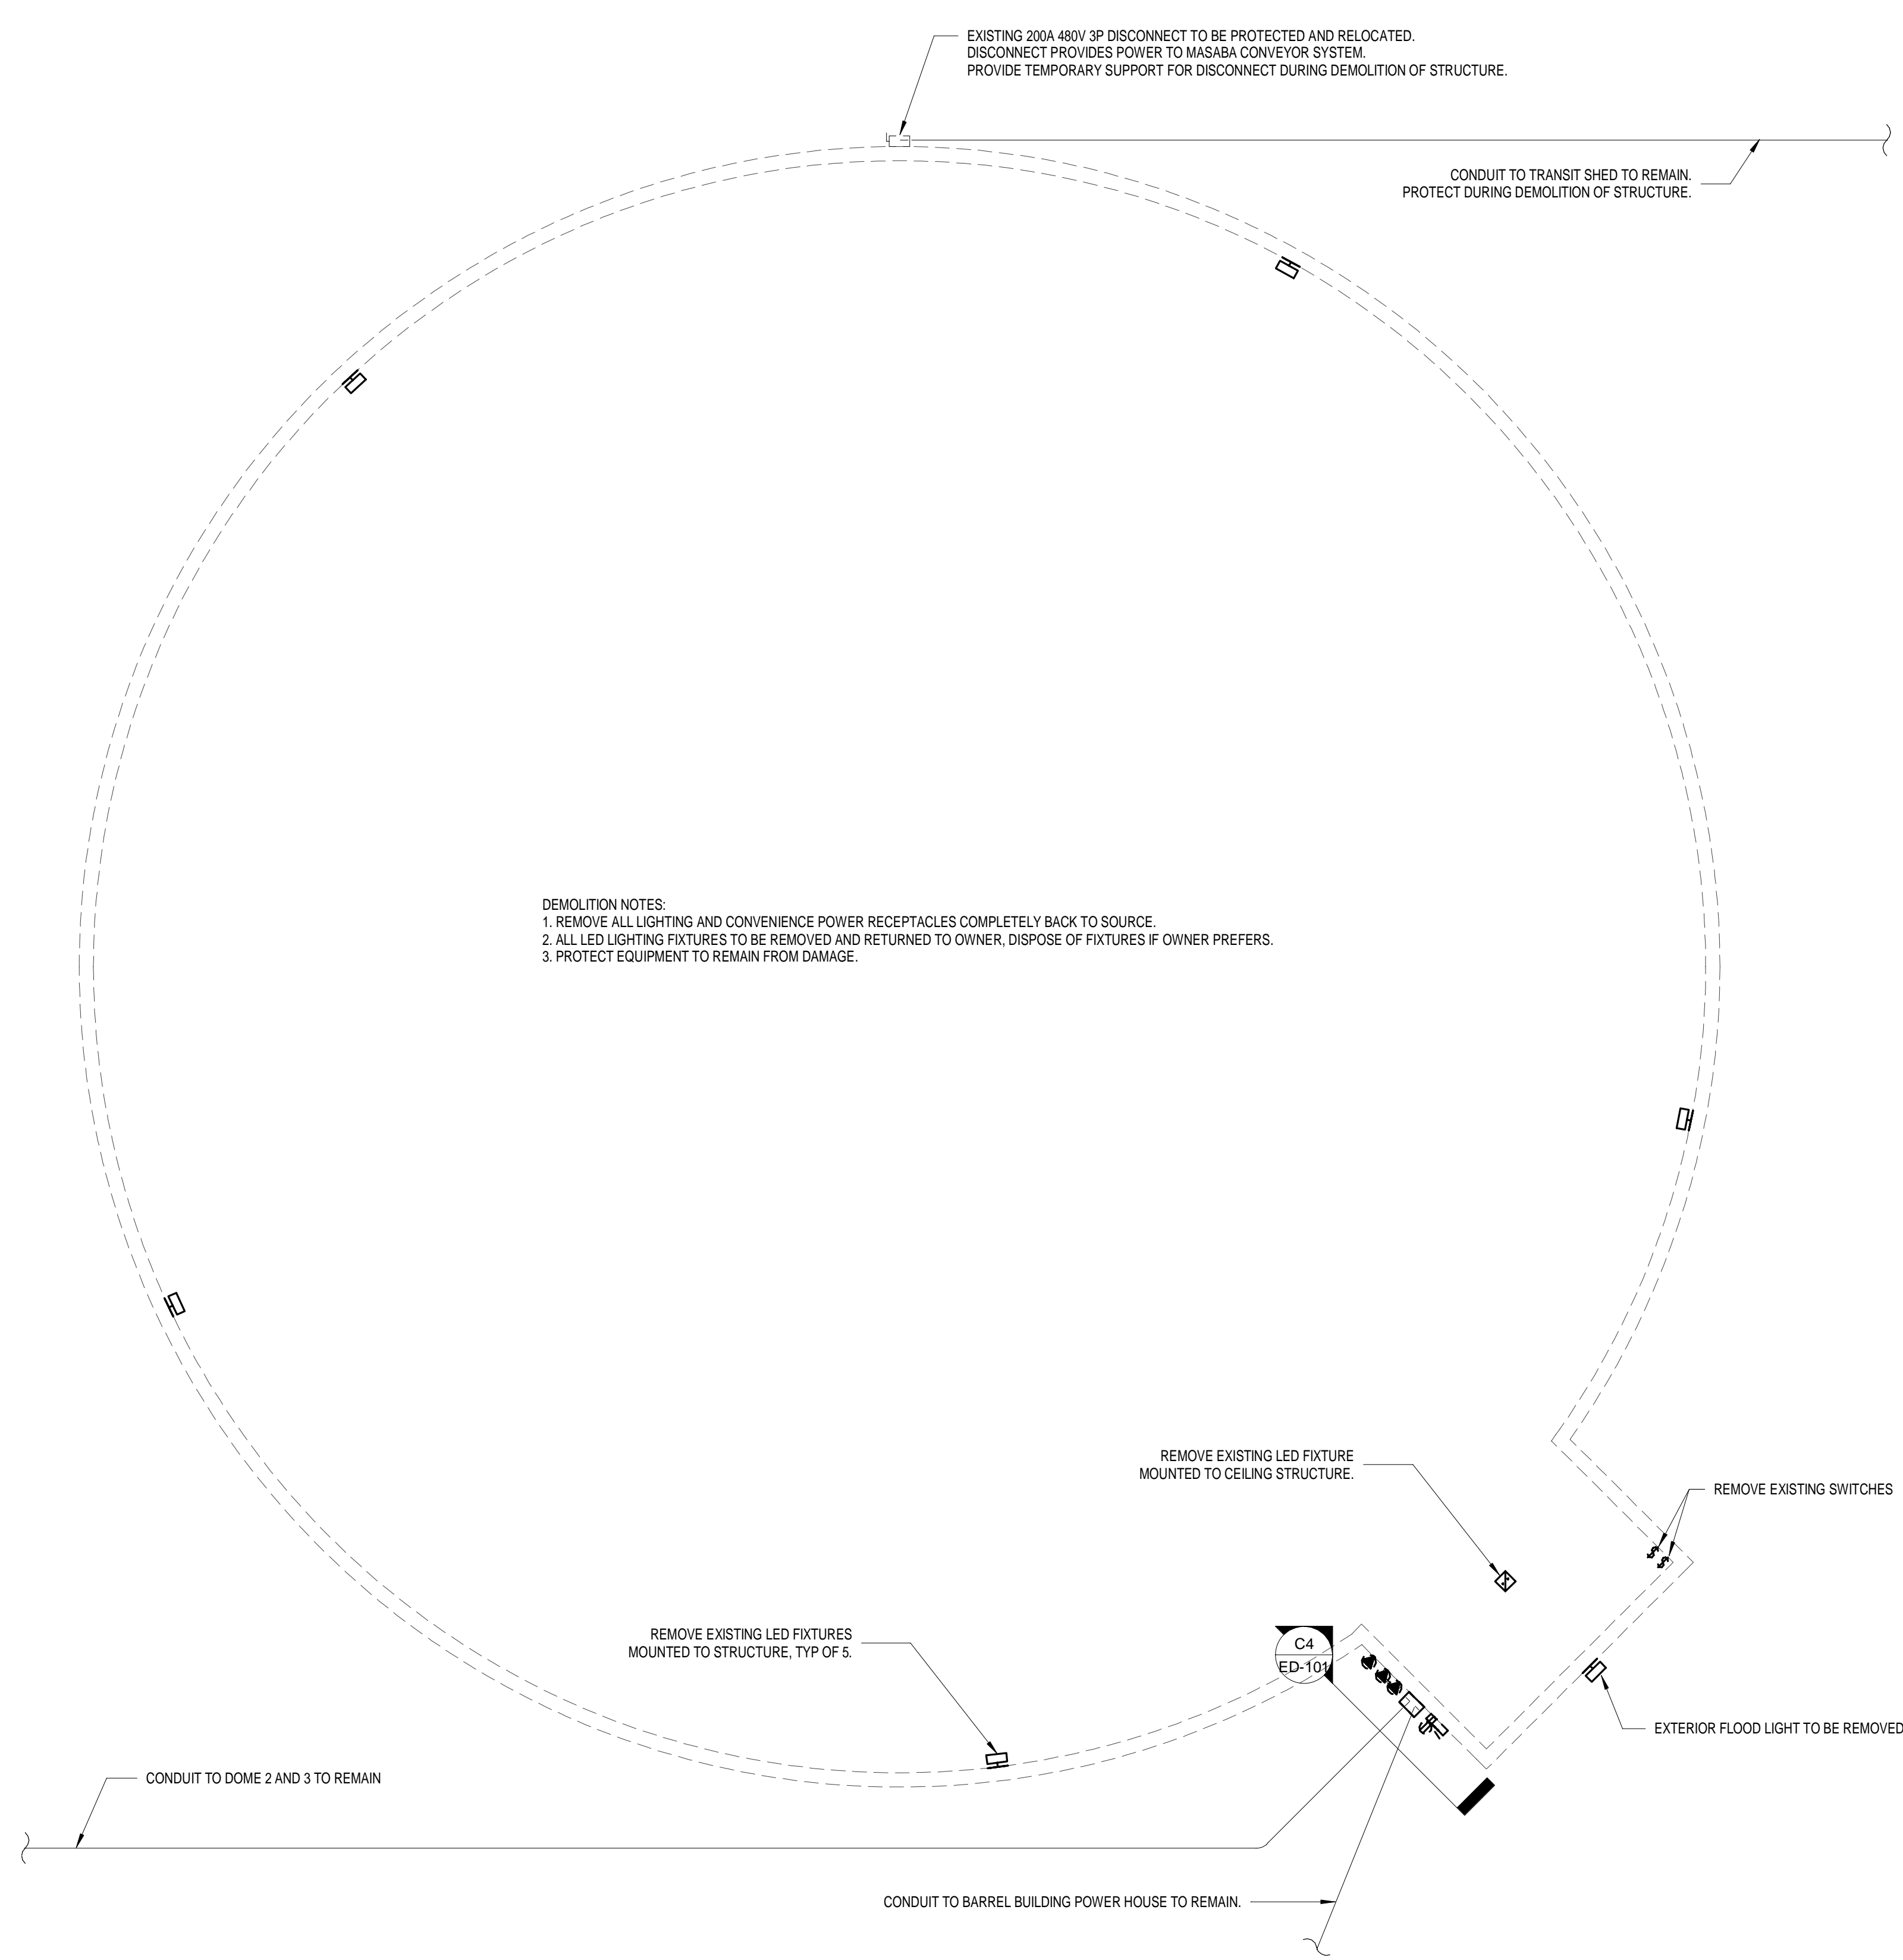 EXISTING 200A 480V 3P DISCONNECT TO BE PROTECTED AND RELOCATED.
DISCONNECT PROVIDES POWER TO MASABA CONVEYOR SYSTEM.
PROVIDE TEMPORARY SUPPORT FOR DISCONNECT DURING DEMOLITION OF STRUCTURE.
CONDUIT TO TRANSIT SHED TO REMAIN.
PROTECT DURING DEMOLITION OF STRUCTURE.
DEMOLITION NOTES:
1. REMOVE ALL LIGHTING AND CONVENIENCE POWER RECEPTACLES COMPLETELY BACK TO SOURCE.
2. ALL LED LIGHTING FIXTURES TO BE REMOVED AND RETURNED TO OWNER, DISPOSE OF FIXTURES IF OWNER PREFERS.
3. PROTECT EQUIPMENT TO REMAIN FROM DAMAGE.
REMOVE EXISTING LED FIXTURE
MOUNTED TO CEILING STRUCTURE.
REMOVE EXISTING SWITCHES
$
$
REMOVE EXISTING LED FIXTURES
MOUNTED TO STRUCTURE, TYP OF 5.
C4
ED-101
EXTERIOR FLOOD LIGHT TO BE REMOVED
CONDUIT TO DOME 2 AND 3 TO REMAIN
CONDUIT TO BARREL BUILDING POWER HOUSE TO REMAIN.